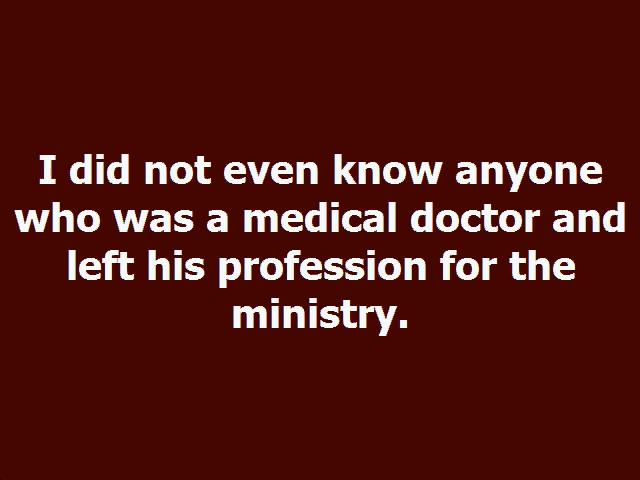 I did not even know anyone
who was a medical doctor and
left his profession for the
ministry.